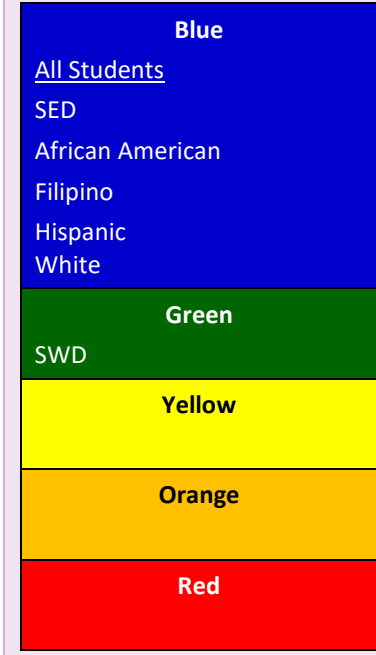 Blue
All Students
SED
African American
Filipino
Hispanic
White
Green
SWD
Yellow
Orange
Red